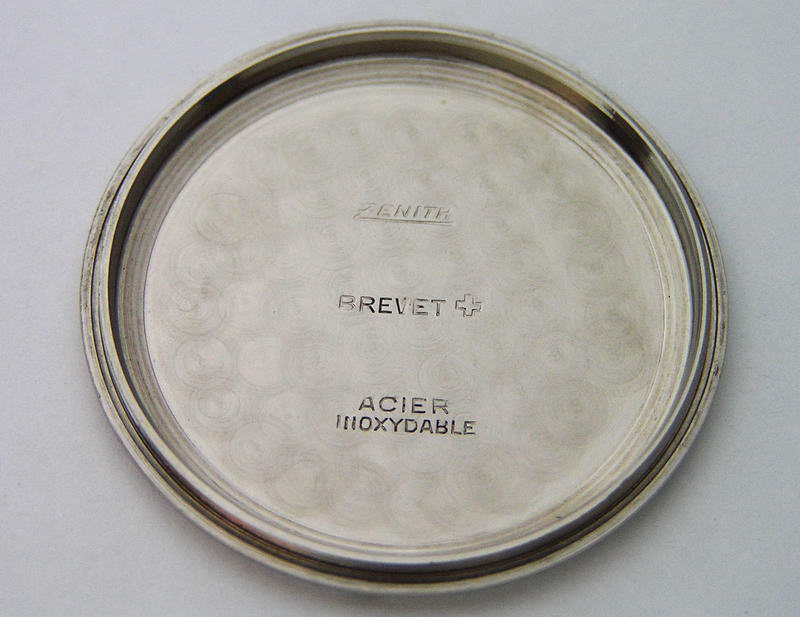 ZENITH
BREVET
ACIER
INOXYDABLE